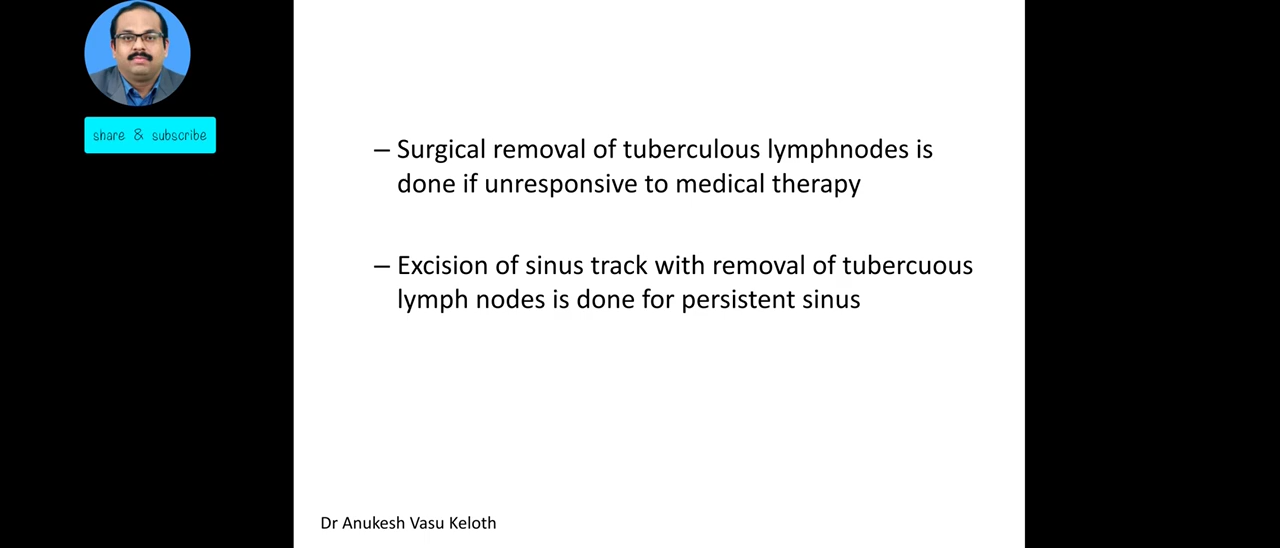 share & subscribe
– Surgical removal of tuberculous lymphnodes is
done if unresponsive to medical therapy
– Excision of sinus track with removal of tubercuous
lymph nodes is done for persistent sinus
Dr Anukesh Vasu Keloth